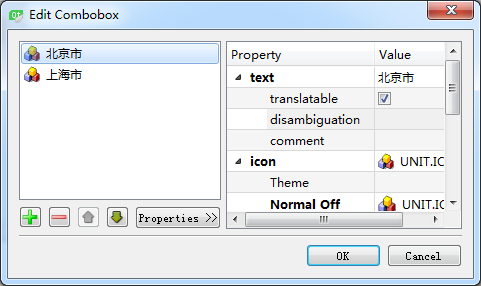 Edit Combobox
北京市
上海市
Property Value
text 北京市
translatable
disambiguation
comment
icon UNIT.IC
Theme
Normal Off UNIT.IC
Properties >>
OK Cancel